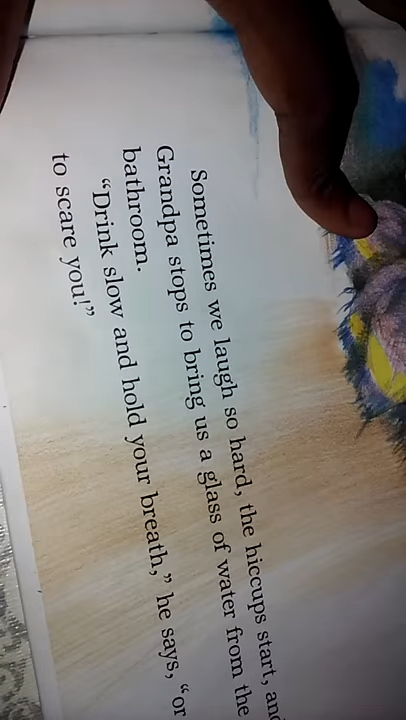 Sometimes we laugh so hard, the hiccups start, and
Grandpa stops to bring us a glass of water from the
bathroom.
“Drink slow and hold your breath,” he says, “or
to scare you!”